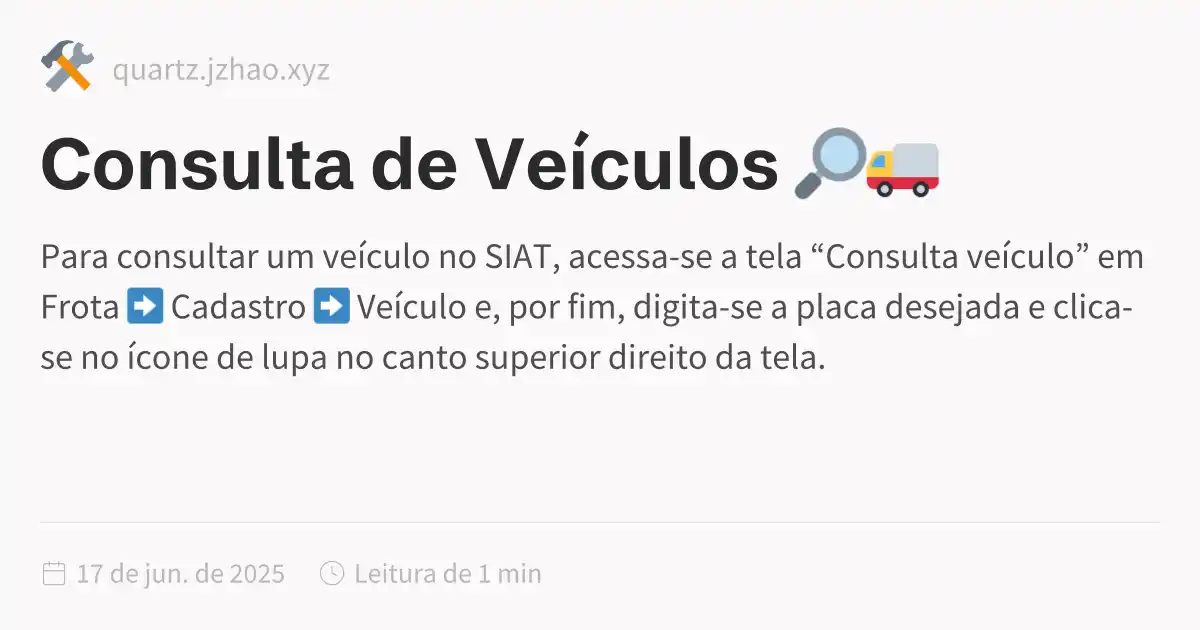 quartz.jzhao.xyz
Consulta de Veículos 🔎🚚
Para consultar um veículo no SIAT, acessa-se a tela “Consulta veículo” em
Frota ➡️ Cadastro ➡️ Veículo e, por fim, digita-se a placa desejada e clica-
se no ícone de lupa no canto superior direito da tela.
17 de jun. de 2025 Leitura de 1 min